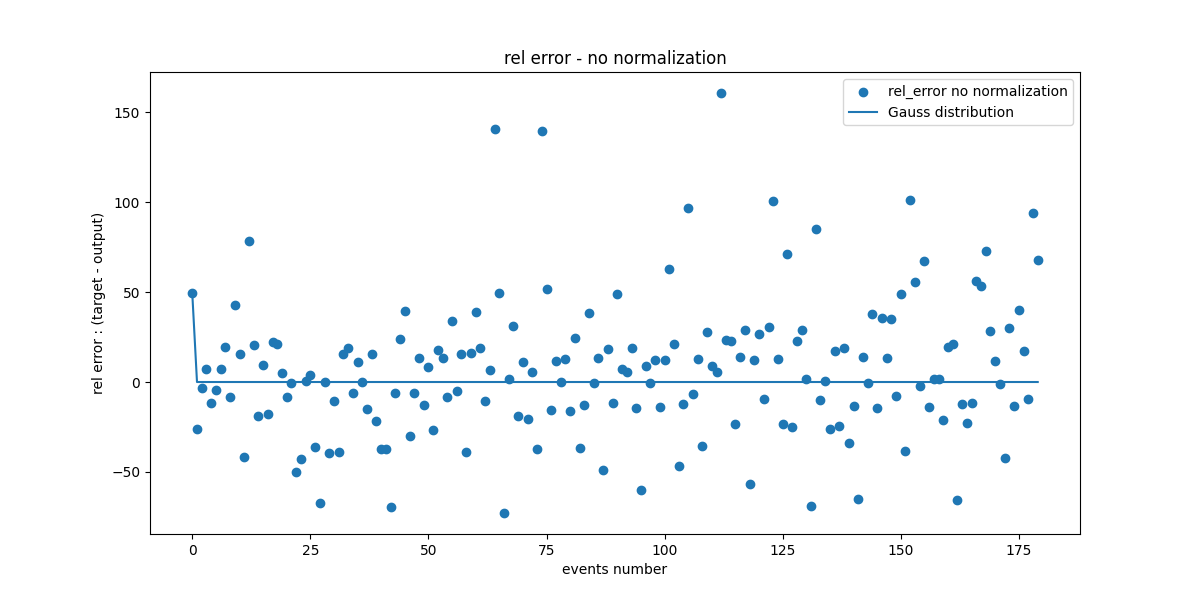 rel error - no normalization
rel_error no normalization
Gauss distribution
rel error : (target - output)
150
100
50
0
−50
0 25 50 75 100 125 150 175
events number